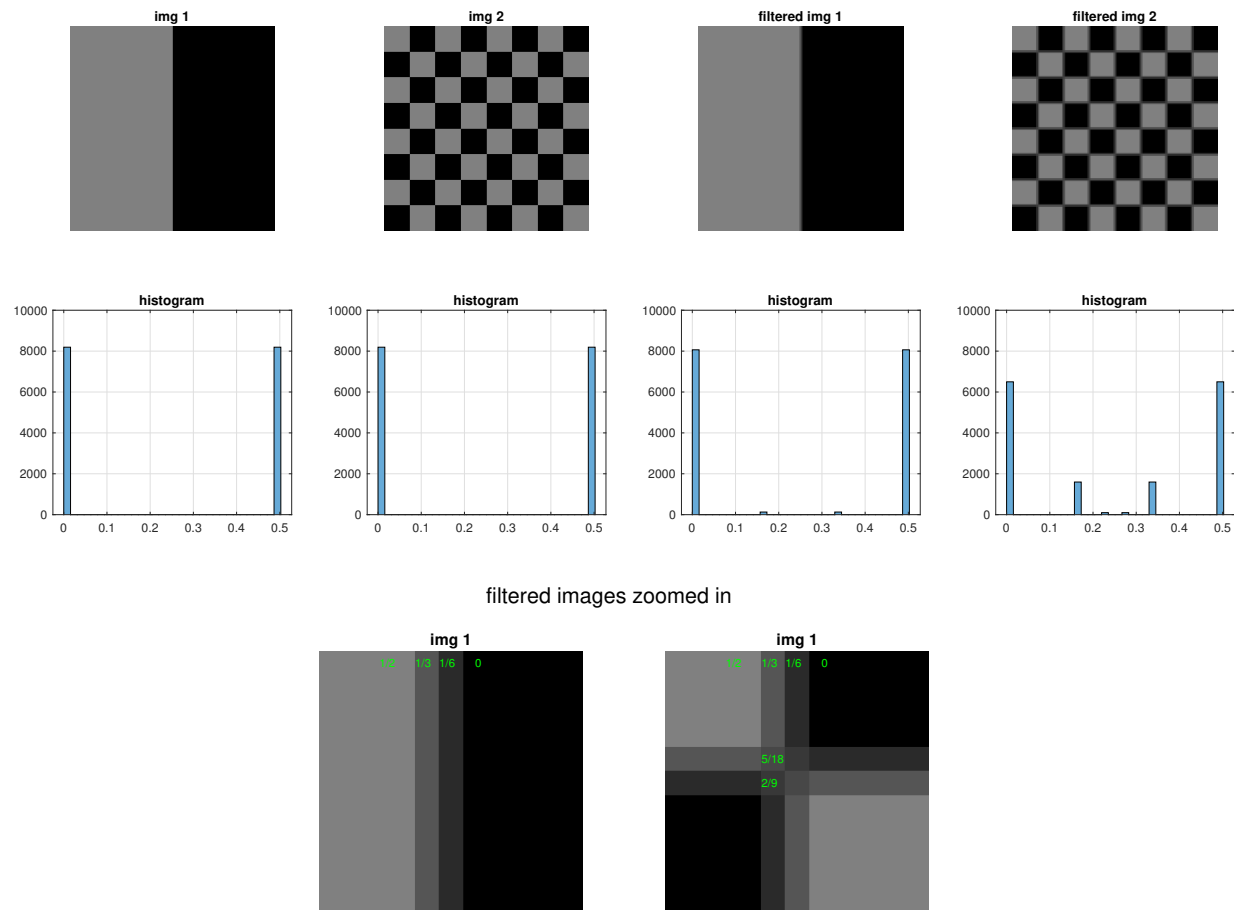 img 1
img 2
filtered img 1
filtered img 2
histogram
10000
8000
6000
4000
2000
0
0 0.1 0.2 0.3 0.4 0.5
histogram
10000
8000
6000
4000
2000
0
0 0.1 0.2 0.3 0.4 0.5
histogram
10000
8000
6000
4000
2000
0
0 0.1 0.2 0.3 0.4 0.5
histogram
10000
8000
6000
4000
2000
0
0 0.1 0.2 0.3 0.4 0.5
filtered images zoomed in
img 1
1/2 1/3 1/6 0
img 1
1/2 1/3 1/6 0
5/18
2/9